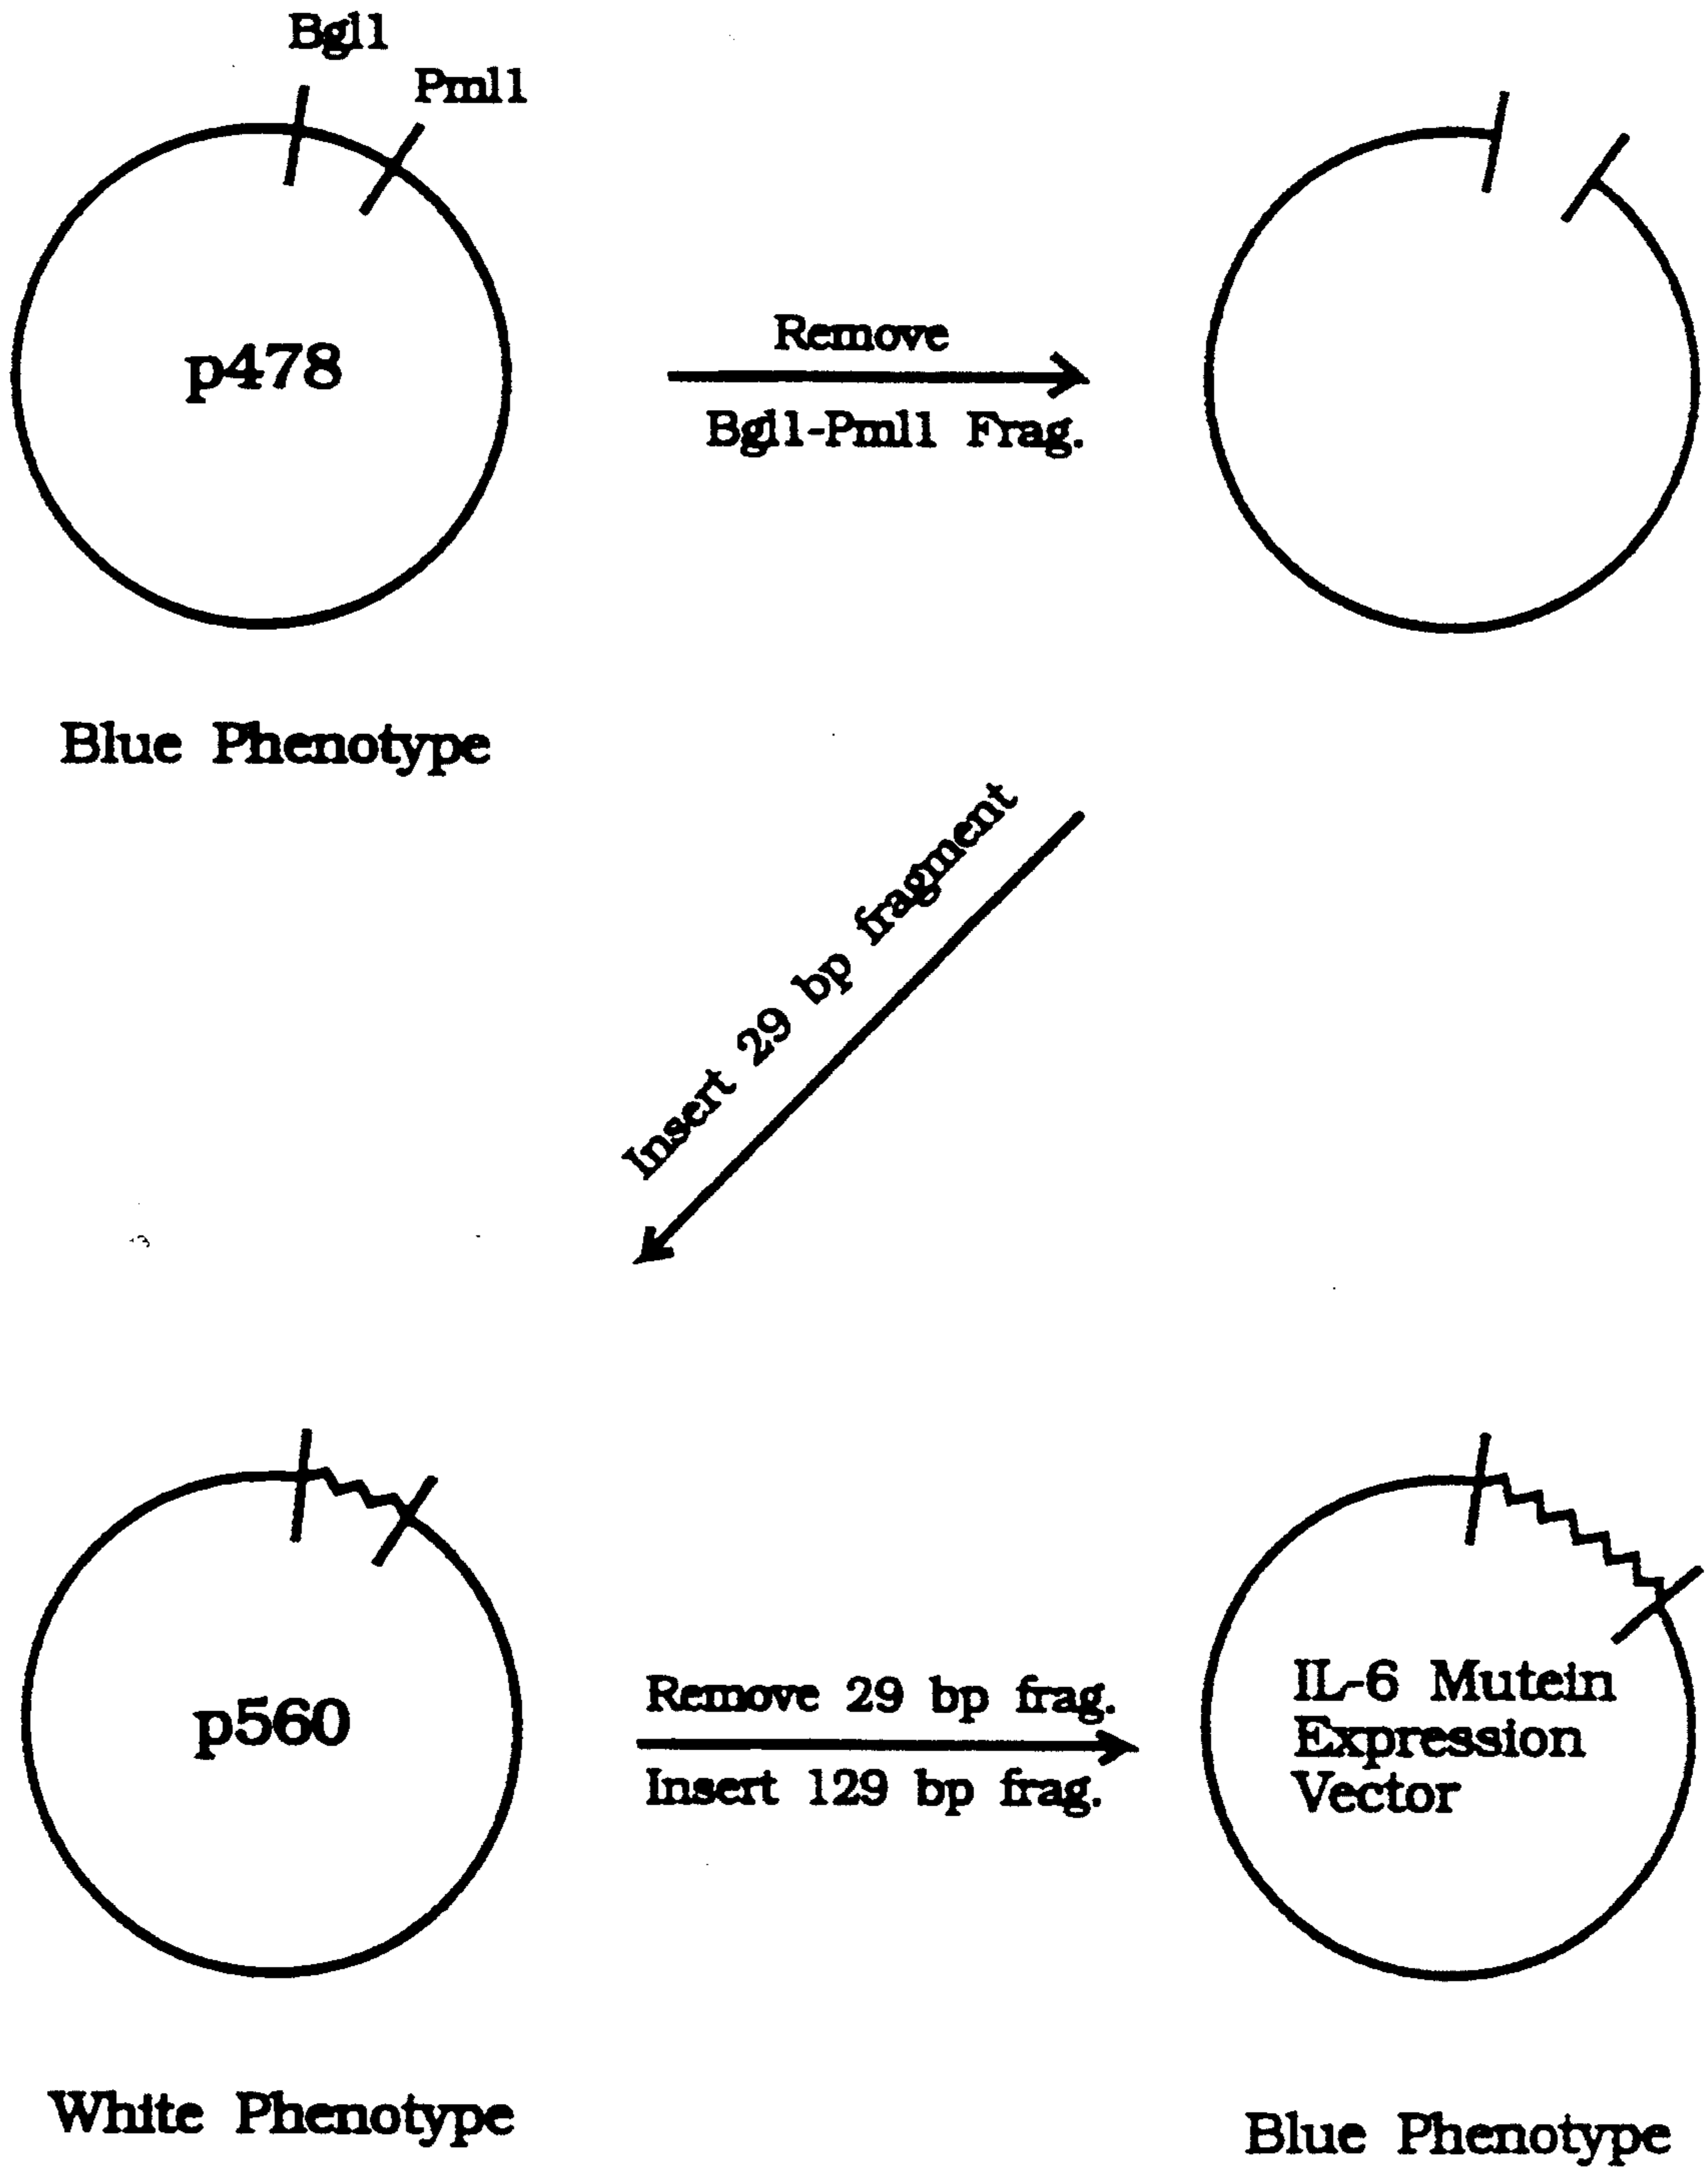 Bgl1
Pml1
p478
Remove
Bgl1-Pml1 Frag.
Blue Phenotype
Insert 29 bp fragment
p560
Remove 29 bp frag.
Insert 129 bp frag.
IL-6 Mutein
Expression
Vector
White Phenotype
Blue Phenotype